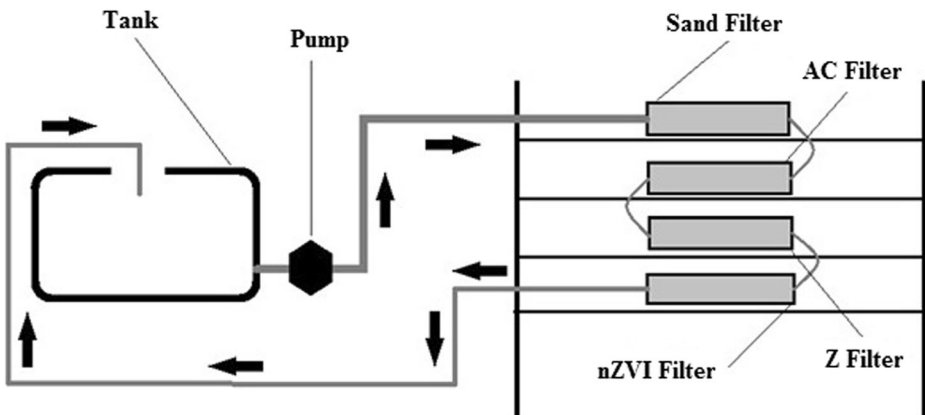 Tank
Pump
Sand Filter
AC Filter
Z Filter
nZVI Filter